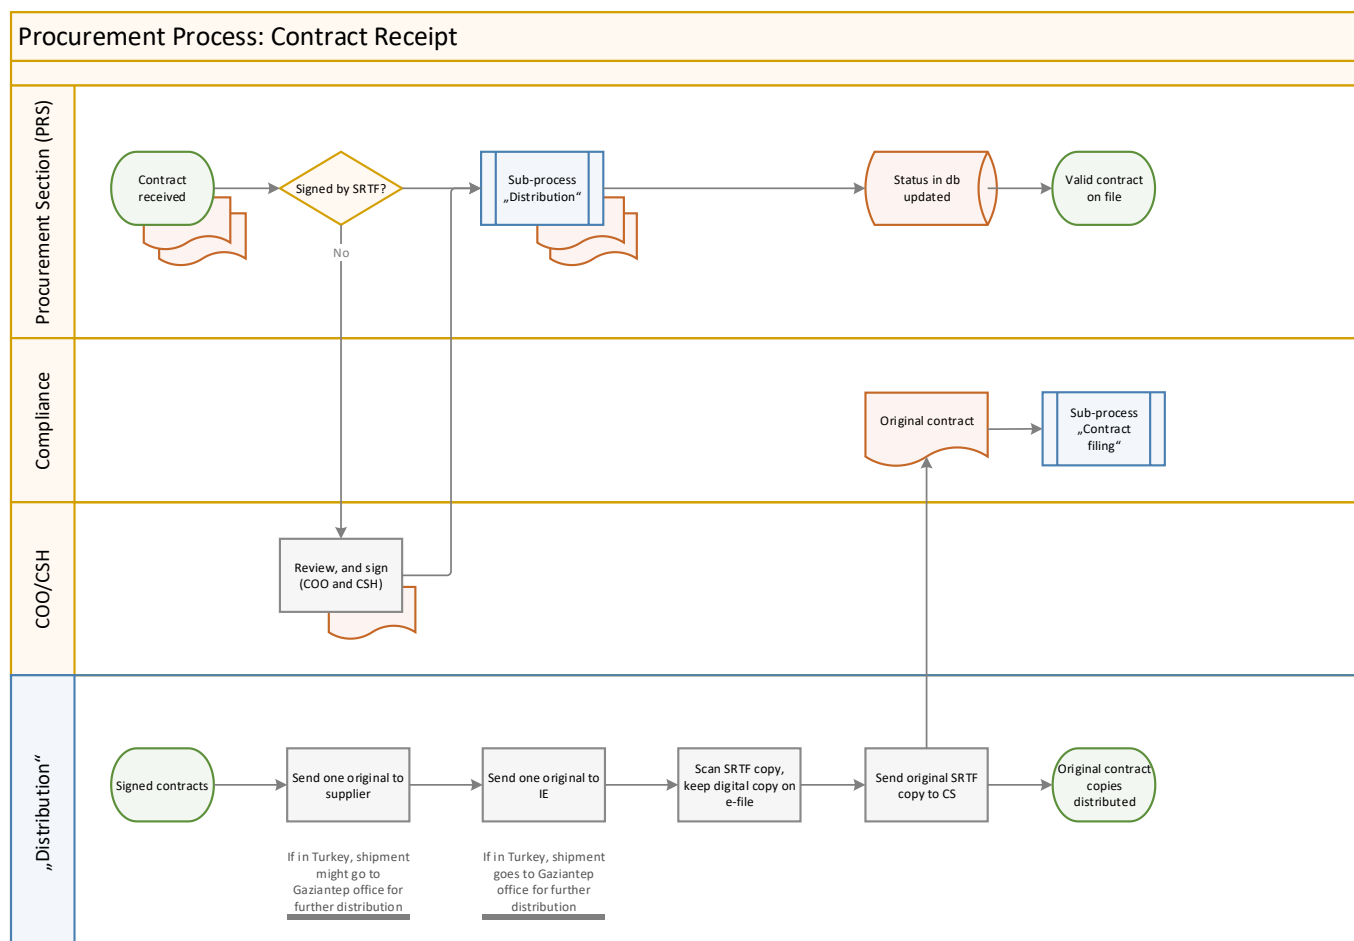 Procurement Process: Contract Receipt
Procurement Section (PRS)
Contract
received
Signed by SRTF?
No
Sub-process
„Distribution“
Status in db
updated
Valid contract
on file
Compliance
Original contract
Sub-process
„Contract
filing“
COO/CSH
Review, and sign
(COO and CSH)
„Distribution“
Signed contracts
Send one original to
supplier
Send one original to
IE
Scan SRTF copy,
keep digital copy on
e-file
Send original SRTF
copy to CS
Original contract
copies
distributed
If in Turkey, shipment
might go to
Gaziantep office for
further distribution
If in Turkey, shipment
goes to Gaziantep
office for further
distribution